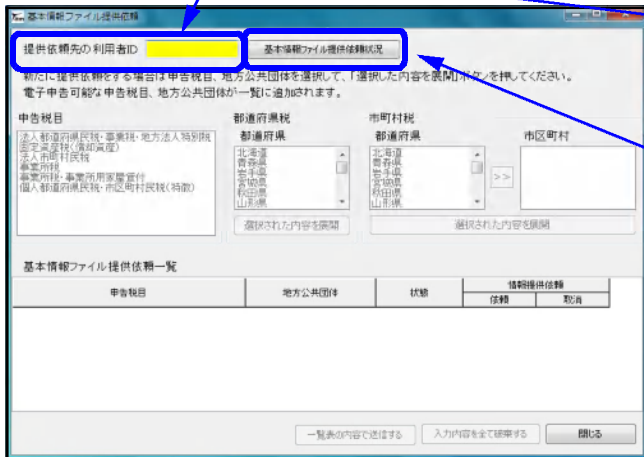 基本情報ファイル提供依頼
提供依頼先の利用者ID
基本情報ファイル提供依頼状況
新たに提供依頼をする場合は申告税目、地方公共団体を選択して、「選択した内容を展開」ボタンを押してください。
電子申告可能な申告税目、地方公共団体が一覧に追加されます。
申告税目
都道府県税
市町村税
都道府県
都道府県
市区町村
法人都道府県民税・事業税・地方法人特別税
固定資産税(償却資産)
法人市町村民税
事業所税
事業所税・事業所用家屋貸付
個人都道府県民税・市区町村民税(特徴)
北海道
青森県
岩手県
宮城県
秋田県
山形県
北海道
青森県
岩手県
宮城県
秋田県
山形県
>>
選択された内容を展開
選択された内容を展開
基本情報ファイル提供依頼一覧
申告税目
地方公共団体
状態
情報提供依頼
依頼
取消
一覧表の内容で送信する
入力内容を全て破棄する
閉じる